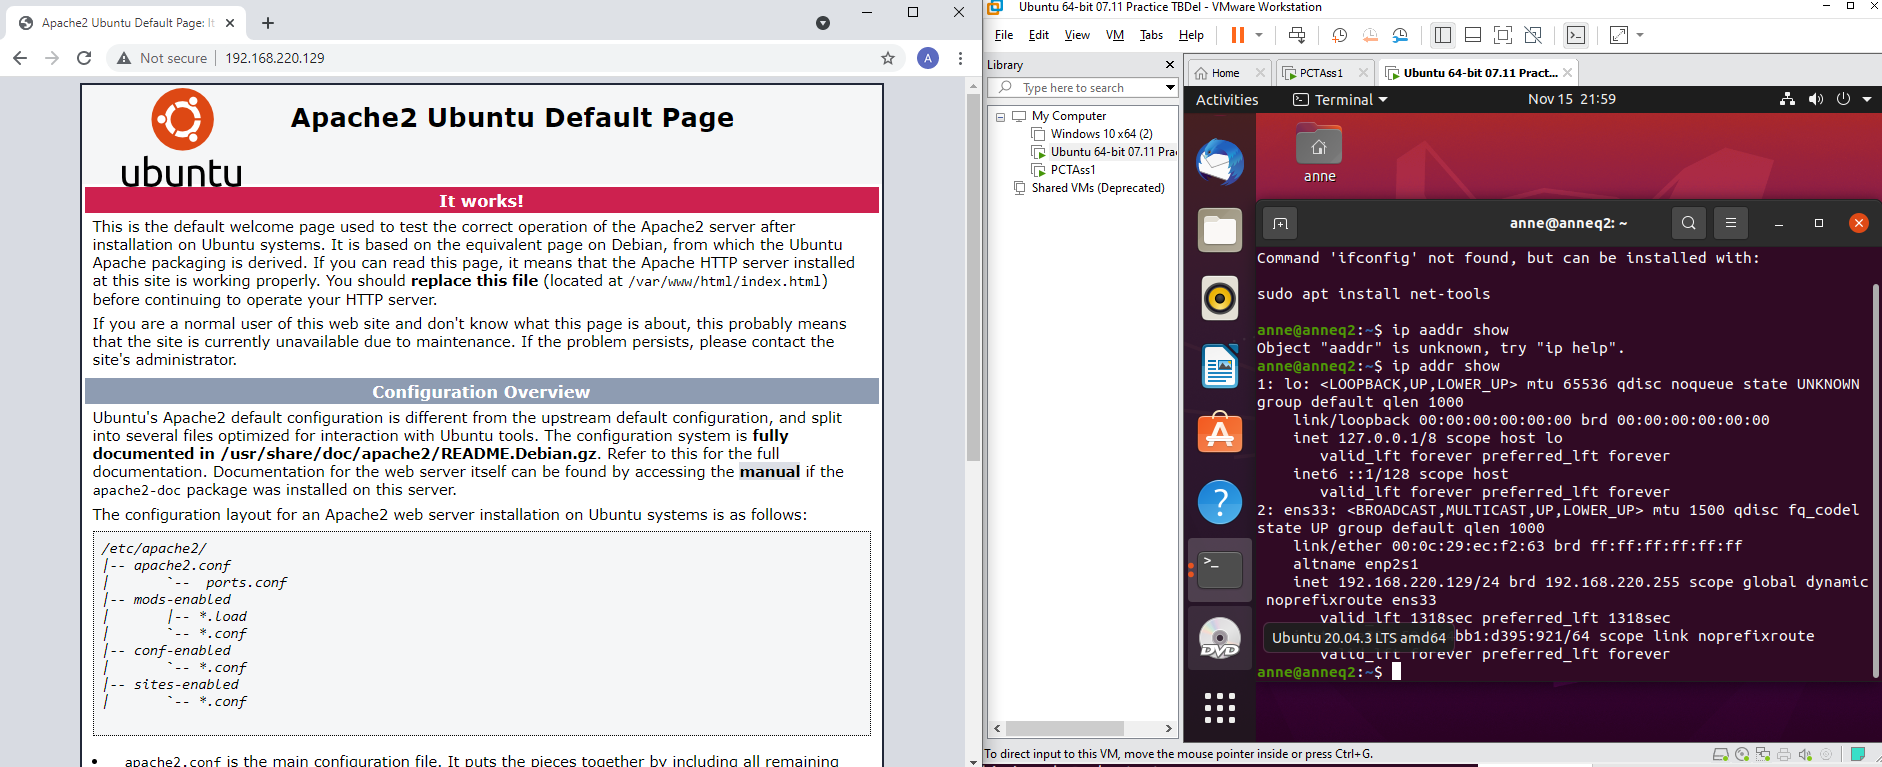 Apache2 Ubuntu Default Page: It
Not secure
192.168.220.129
A
Apache2 Ubuntu Default Page
ubuntu
It works!
This is the default welcome page used to test the correct operation of the Apache2 server after
installation on Ubuntu systems. It is based on the equivalent page on Debian, from which the Ubuntu
Apache packaging is derived. If you can read this page, it means that the Apache HTTP server installed
at this site is working properly. You should replace this file (located at /var/www/html/index.html)
before continuing to operate your HTTP server.
If you are a normal user of this web site and don't know what this page is about, this probably means
that the site is currently unavailable due to maintenance. If the problem persists, please contact the
site's administrator.
Configuration Overview
Ubuntu's Apache2 default configuration is different from the upstream default configuration, and split
into several files optimized for interaction with Ubuntu tools. The configuration system is fully
documented in /usr/share/doc/apache2/README.Debian.gz. Refer to this for the full
documentation. Documentation for the web server itself can be found by accessing the manual if the
apache2-doc package was installed on this server.
The configuration layout for an Apache2 web server installation on Ubuntu systems is as follows:
/etc/apache2/
|-- apache2.conf
|       `--  ports.conf
|-- mods-enabled
|       |-- *.load
|       `-- *.conf
|-- conf-enabled
|       `-- *.conf
|-- sites-enabled
|       `-- *.conf
• apache2.conf is the main configuration file. It puts the pieces together by including all remaining
Ubuntu 64-bit 07.11 Practice TBDel - VMware Workstation
File Edit View VM Tabs Help
Library
Type here to search
My Computer
Windows 10 x64 (2)
Ubuntu 64-bit 07.11 Pra
PCTAss1
Shared VMs (Deprecated)
Home
PCTAss1
Ubuntu 64-bit 07.11 Pract...
Activities
Terminal
Nov 15 21:59
anne
anne@anneq2: ~
Command 'ifconfig' not found, but can be installed with:
sudo apt install net-tools
anne@anneq2:~$ ip aaddr show
Object "aaddr" is unknown, try "ip help".
anne@anneq2:~$ ip addr show
1: lo: <LOOPBACK,UP,LOWER_UP> mtu 65536 qdisc noqueue state UNKNOWN
group default qlen 1000
link/loopback 00:00:00:00:00:00 brd 00:00:00:00:00:00
inet 127.0.0.1/8 scope host lo
valid_lft forever preferred_lft forever
inet6 ::1/128 scope host
valid_lft forever preferred_lft forever
2: ens33: <BROADCAST,MULTICAST,UP,LOWER_UP> mtu 1500 qdisc fq_codel
state UP group default qlen 1000
link/ether 00:0c:29:ec:f2:63 brd ff:ff:ff:ff:ff:ff
altname enp2s1
inet 192.168.220.129/24 brd 192.168.220.255 scope global dynamic
noprefixroute ens33
valid_lft 1318sec preferred_lft 1318sec
Ubuntu 20.04.3 LTS amd64
bb1:d395:921/64 scope link noprefixroute
valid_lft forever preferred_lft forever
anne@anneq2:~$
DVD
To direct input to this VM, move the mouse pointer inside or press Ctrl+G.